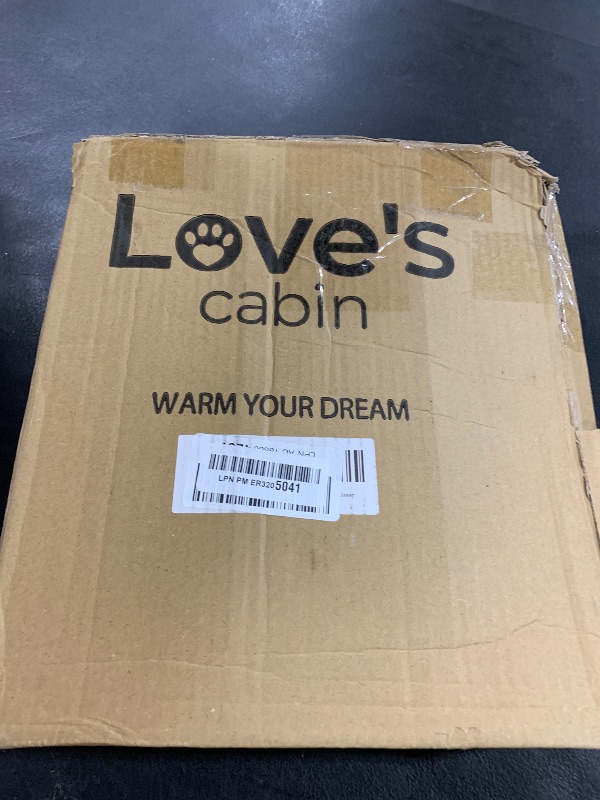 Love's
cabin
WARM YOUR DREAM
LPN PM ER3205041